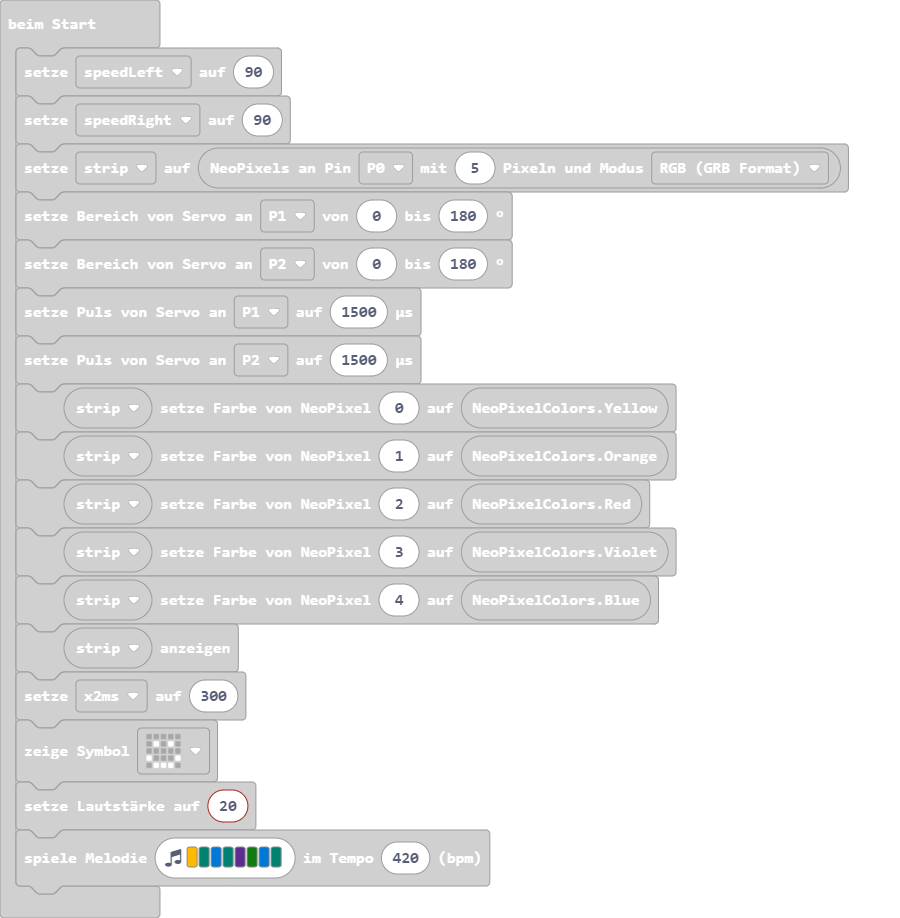 beim Start
setze speedLeft auf 90
setze speedRight auf 90
setze strip auf NeoPixels an Pin P0 mit 5 Pixeln und Modus RGB (GRB Format)
setze Bereich von Servo an P1 von 0 bis 180 °
setze Bereich von Servo an P2 von 0 bis 180 °
setze Puls von Servo an P1 auf 1500 µs
setze Puls von Servo an P2 auf 1500 µs
strip setze Farbe von NeoPixel 0 auf NeoPixelColors.Yellow
strip setze Farbe von NeoPixel 1 auf NeoPixelColors.Orange
strip setze Farbe von NeoPixel 2 auf NeoPixelColors.Red
strip setze Farbe von NeoPixel 3 auf NeoPixelColors.Violet
strip setze Farbe von NeoPixel 4 auf NeoPixelColors.Blue
strip anzeigen
setze x2ms auf 300
zeige Symbol
setze Lautstärke auf 20
spiele Melodie im Tempo 420 (bpm)